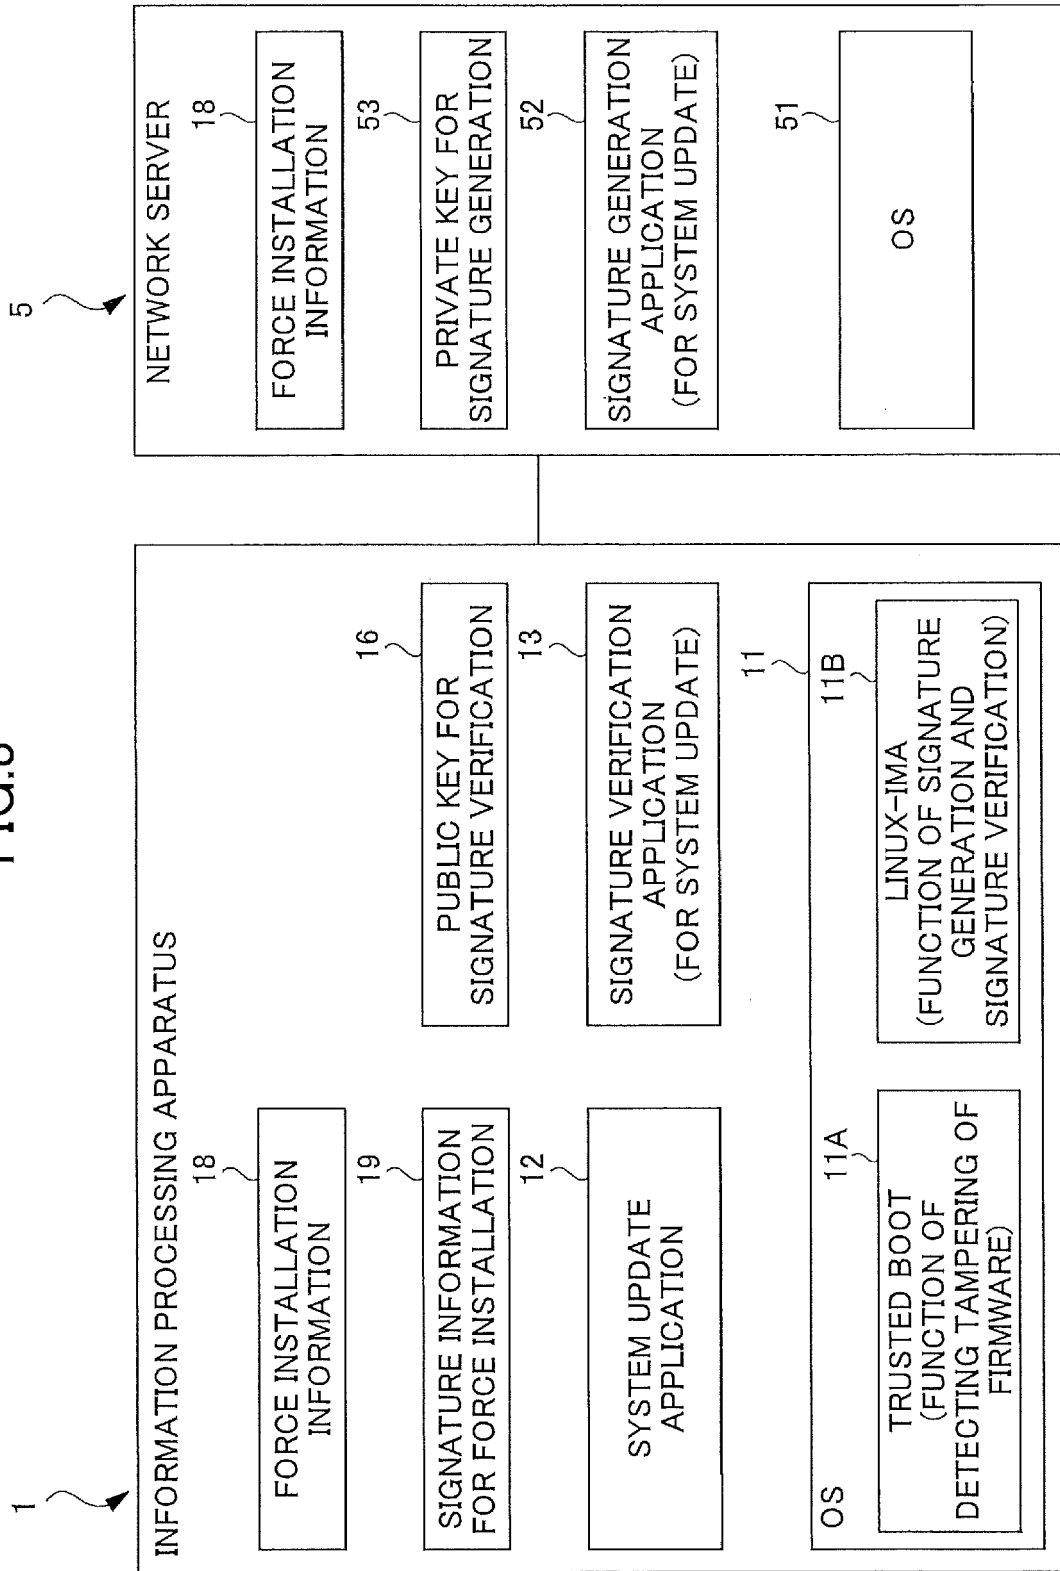 1
INFORMATION PROCESSING APPARATUS
18
FORCE INSTALLATION
INFORMATION
19
SIGNATURE INFORMATION
FOR FORCE INSTALLATION
16
PUBLIC KEY FOR
SIGNATURE VERIFICATION
12
SYSTEM UPDATE
APPLICATION
13
SIGNATURE VERIFICATION
APPLICATION
(FOR SYSTEM UPDATE)
11
OS
11A
TRUSTED BOOT
(FUNCTION OF
DETECTING TAMPERING OF
FIRMWARE)
11B
LINUX-IMA
(FUNCTION OF SIGNATURE
GENERATION AND
SIGNATURE VERIFICATION)
5
NETWORK SERVER
18
FORCE INSTALLATION
INFORMATION
53
PRIVATE KEY FOR
SIGNATURE GENERATION
52
SIGNATURE GENERATION
APPLICATION
(FOR SYSTEM UPDATE)
51
OS